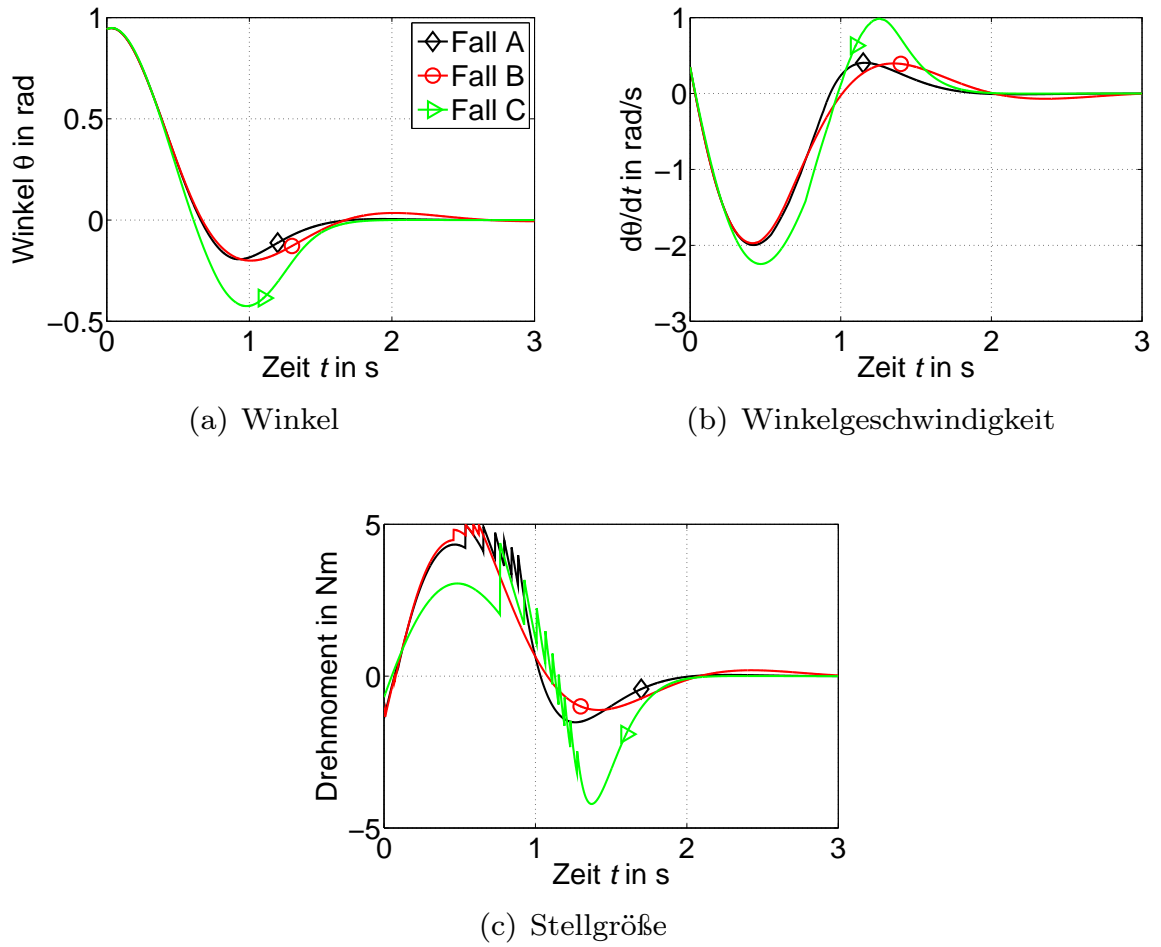 1
0.5
0
−0.5
0
1
2
3
Winkel θ in rad
Zeit t in s
Fall A
Fall B
Fall C
(a) Winkel
1
0
−1
−2
−3
0
1
2
3
dθ/dt in rad/s
Zeit t in s
(b) Winkelgeschwindigkeit
5
0
−5
0
1
2
3
Drehmoment in Nm
Zeit t in s
(c) Stellgröße